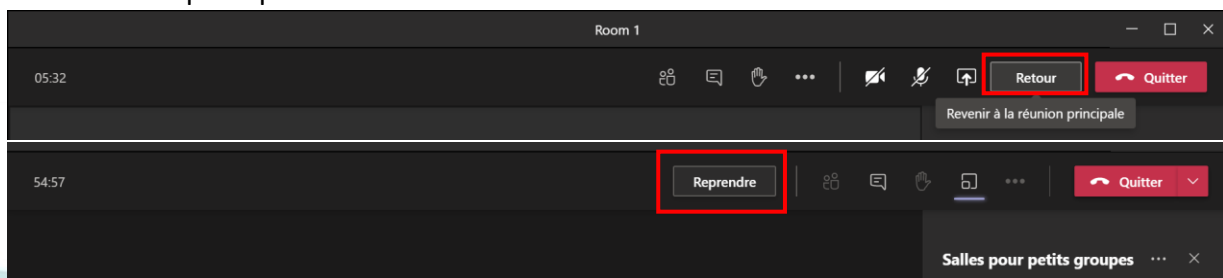 Room 1
05:32
Retour
Quitter
Revenir à la réunion principale
54:57
Reprendre
Quitter
Salles pour petits groupes